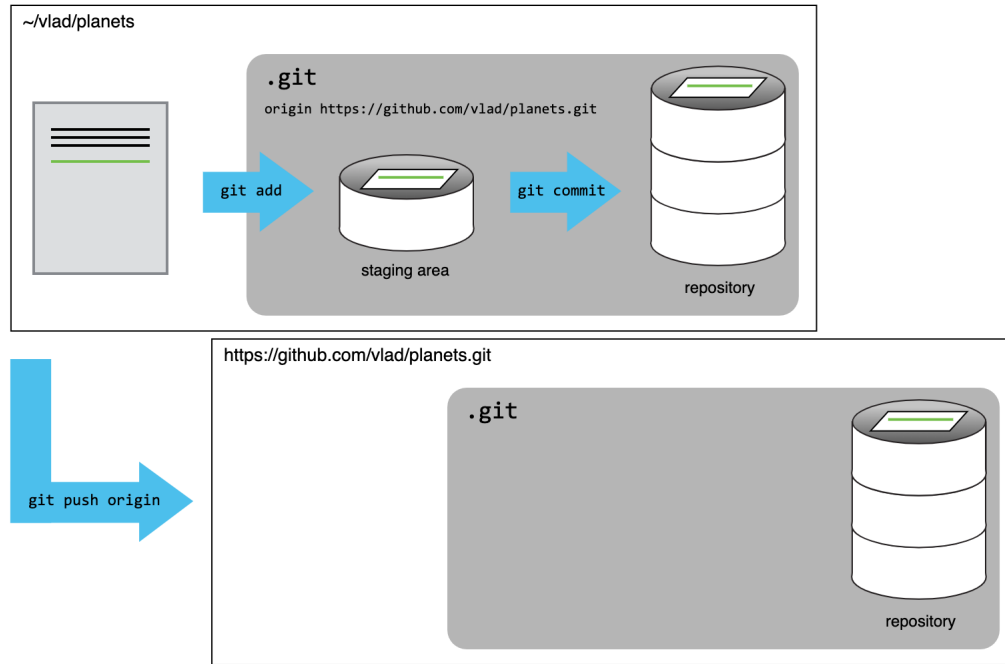 ~/vlad/planets
.git
origin https://github.com/vlad/planets.git
git add
git commit
staging area
repository
https://github.com/vlad/planets.git
.git
git push origin
repository